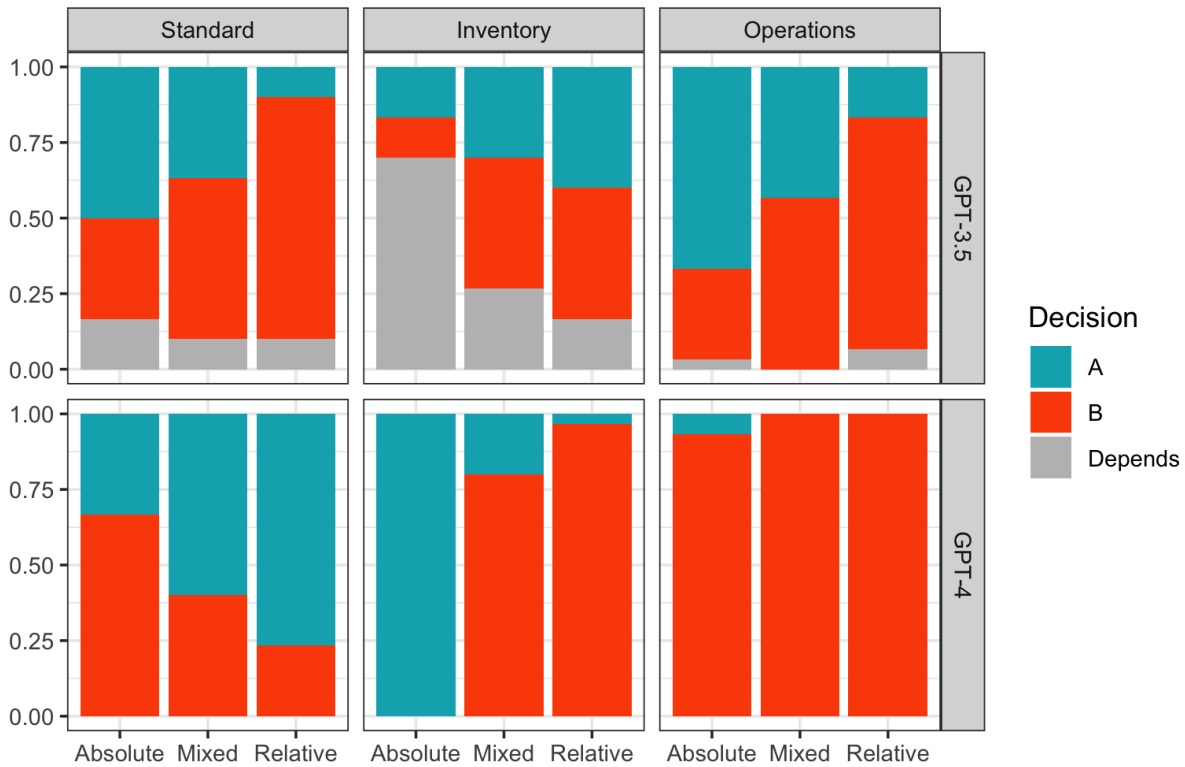 Standard
Inventory
Operations
1.00
0.75
0.50
0.25
0.00
GPT-3.5
1.00
0.75
0.50
0.25
0.00
GPT-4
Absolute Mixed Relative
Absolute Mixed Relative
Absolute Mixed Relative
Decision
A
B
Depends